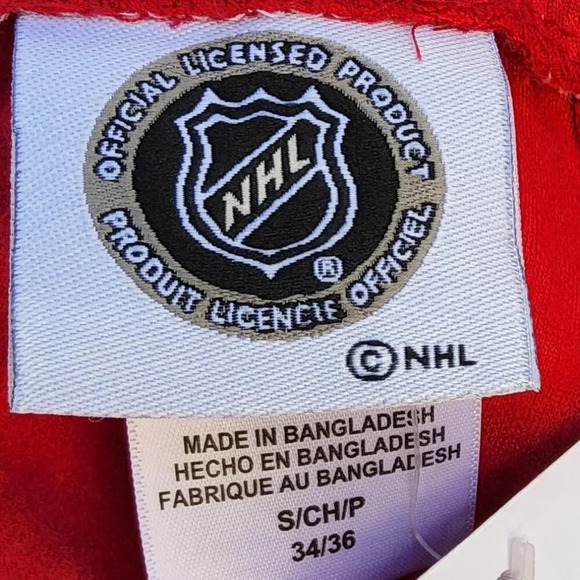 OFFICIAL LICENSED PRODUCT
NHL
®
PRODUIT LICENCIE OFFICIEL
© NHL
MADE IN BANGLADESH
HECHO EN BANGLADESH
FABRIQUE AU BANGLADESH
S/CH/P
34/36